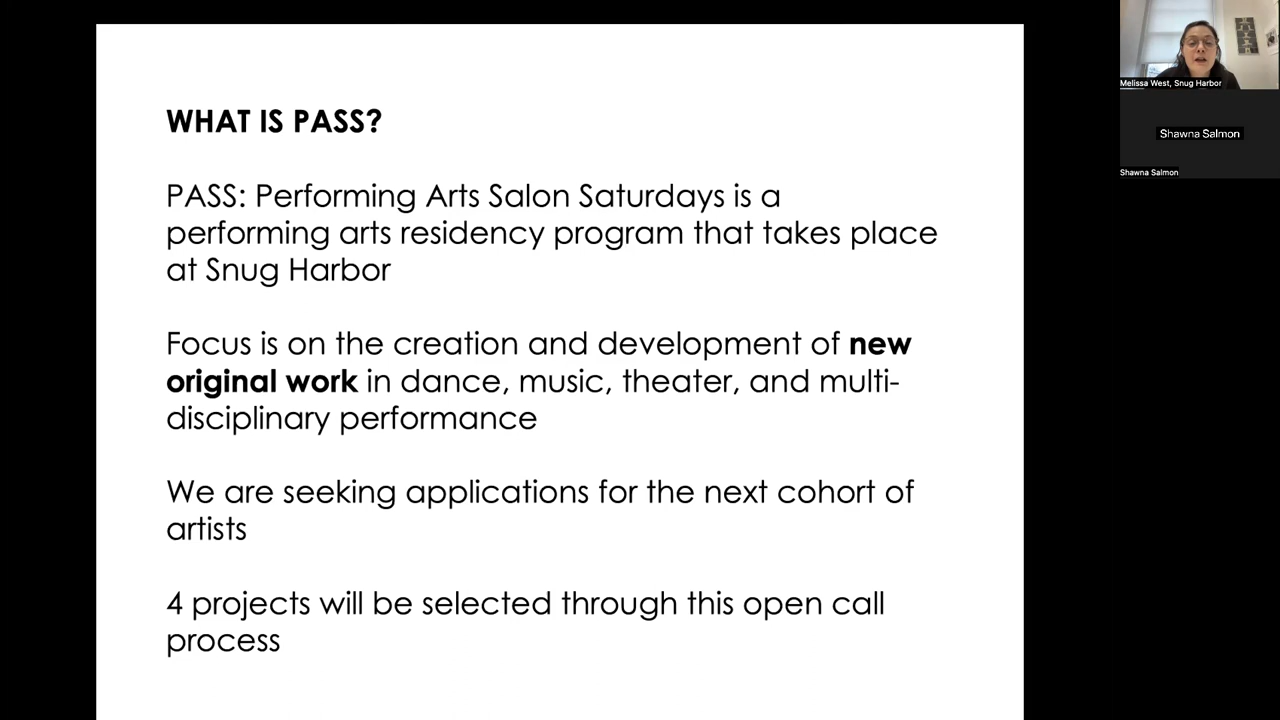 WHAT IS PASS?
PASS: Performing Arts Salon Saturdays is a
performing arts residency program that takes place
at Snug Harbor
Focus is on the creation and development of new
original work in dance, music, theater, and multi-
disciplinary performance
We are seeking applications for the next cohort of
artists
4 projects will be selected through this open call
process
Melissa West, Snug Harbor
Shawna Salmon
Shawna Salmon